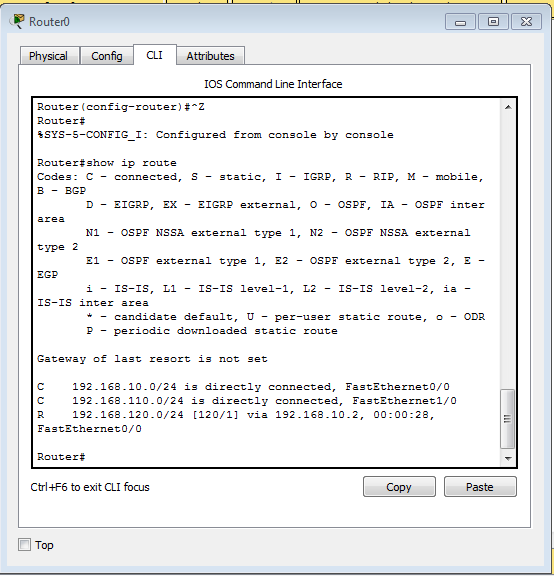 Router0
Physical Config CLI Attributes
IOS Command Line Interface
Router(config-router)#^Z
Router#
%SYS-5-CONFIG_I: Configured from console by console
Router#show ip route
Codes: C - connected, S - static, I - IGRP, R - RIP, M - mobile,
B - BGP
D - EIGRP, EX - EIGRP external, O - OSPF, IA - OSPF inter
area
N1 - OSPF NSSA external type 1, N2 - OSPF NSSA external
type 2
E1 - OSPF external type 1, E2 - OSPF external type 2, E -
EGP
i - IS-IS, L1 - IS-IS level-1, L2 - IS-IS level-2, ia -
IS-IS inter area
* - candidate default, U - per-user static route, o - ODR
P - periodic downloaded static route
Gateway of last resort is not set
C 192.168.10.0/24 is directly connected, FastEthernet0/0
C 192.168.110.0/24 is directly connected, FastEthernet1/0
R 192.168.120.0/24 [120/1] via 192.168.10.2, 00:00:28,
FastEthernet0/0
Router#
Ctrl+F6 to exit CLI focus
Copy Paste
Top